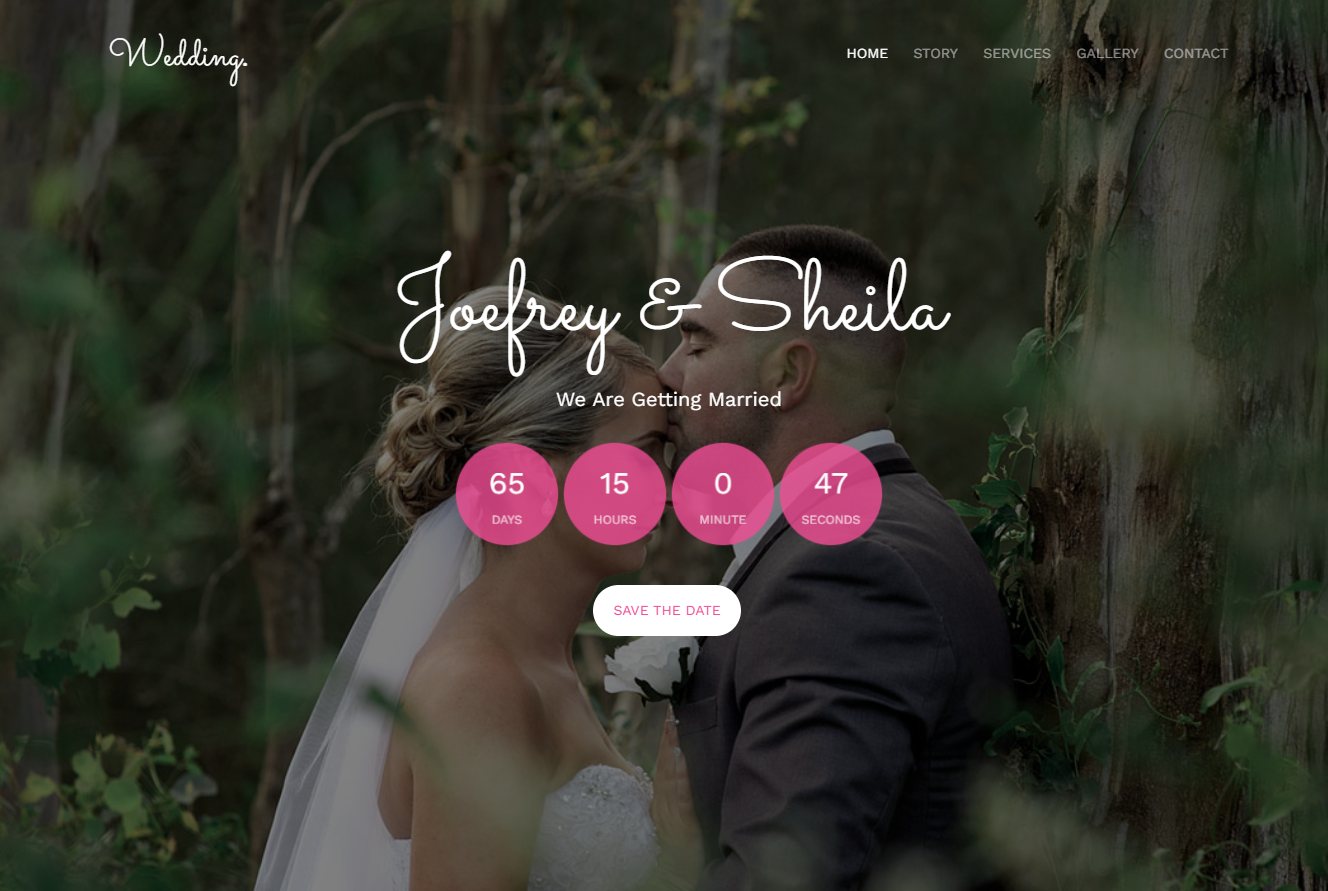 Wedding.
HOME STORY SERVICES GALLERY CONTACT
Joefrey & Sheila
We Are Getting Married
65 15 0 47
DAYS HOURS MINUTE SECONDS
SAVE THE DATE